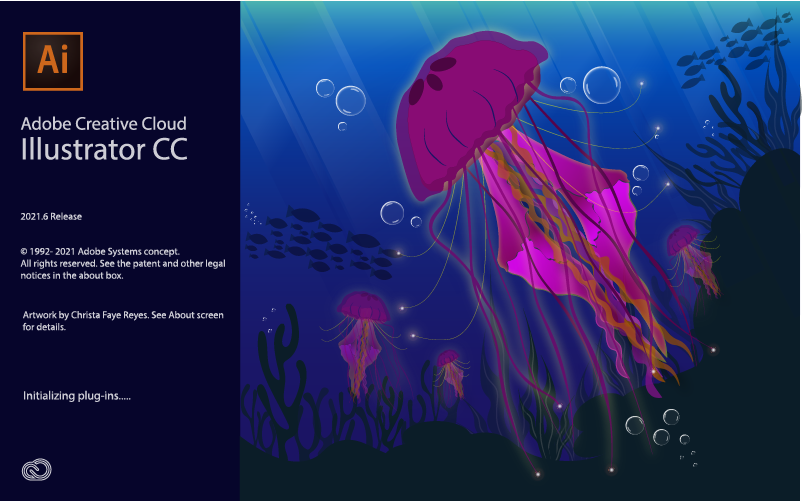 Ai
Adobe Creative Cloud
Illustrator CC
2021.6 Release
© 1992- 2021 Adobe Systems concept.
All rights reserved. See the patent and other legal
notices in the about box.
Artwork by Christa Faye Reyes. See About screen
for details.
Initializing plug-ins.....